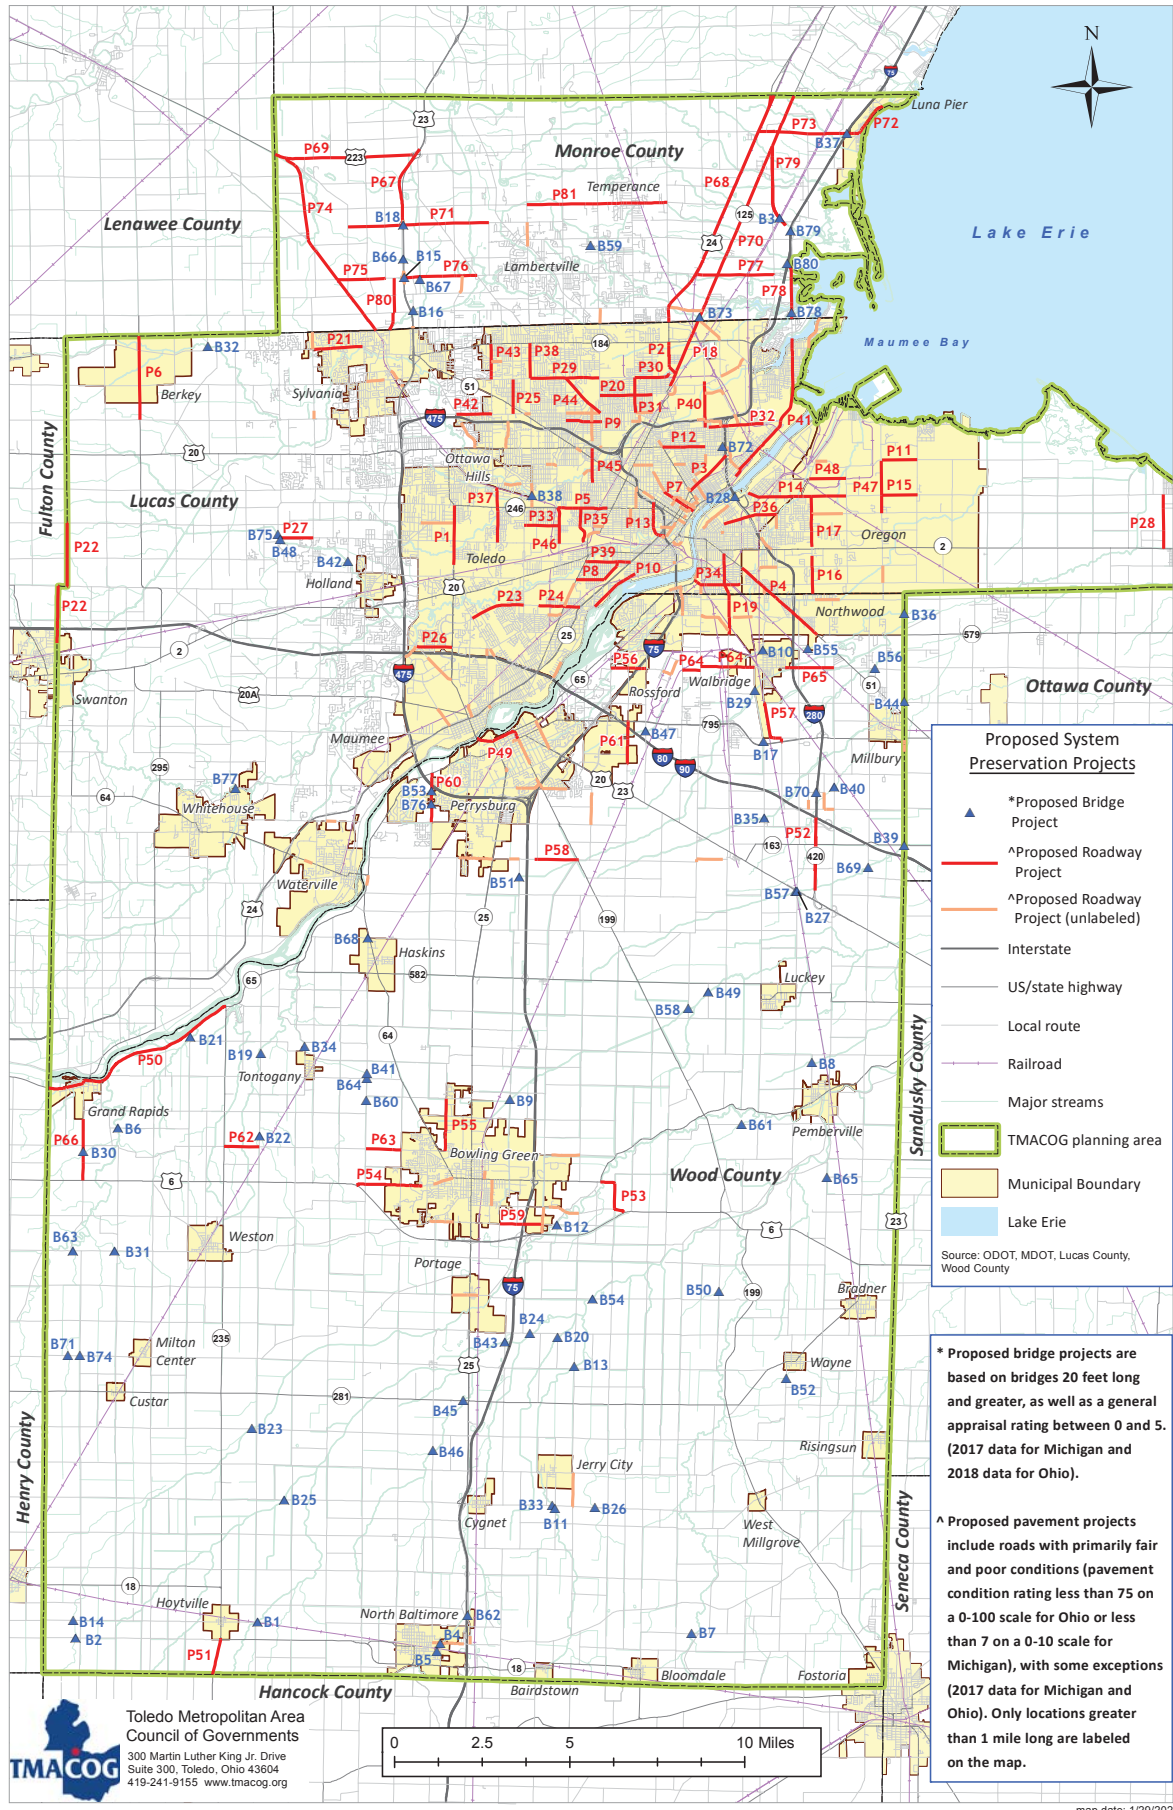 N
75
Luna Pier
23
P73
P72
B37
P69
223
Monroe County
P79
P67
P68
Temperance
P81
P74
Lenawee County
B18
P71
125
B3
B79
24
P70
Lake Erie
B59
B66
B15
P76
Lambertville
B80
P75
B67
P77
P80
P78
B16
B73
B78
Maumee Bay
B32
P21
P43
P38
184
P2
P18
P6
P29
P30
Berkey
Sylvania
51
P25
P44
P20
P31
P40
P42
475
P9
P32
P41
20
Ottawa
Hills
P12
B72
P11
Fulton County
Lucas County
P45
P3
P48
P37
B38
P7
B28
P14
P47
P15
246
P5
P36
P28
P33
P35
P13
B75
P27
P1
P46
P17
Oregon
P22
B48
2
B42
Toledo
P39
Holland
P8
P10
P34
P4
P16
20
P22
P23
P24
P19
Northwood
B36
25
579
P26
75
B10
B55
2
P56
P64
P64
B56
475
65
Walbridge
P65
51
Swanton
20A
Rossford
B29
Ottawa County
P57
280
B44
Maumee
P49
P61
B47
795
B17
Millbury
295
80
90
64
B77
P60
20
23
B53
Whitehouse
B76
Perrysburg
B70
B40
B35
P52
163
B39
P58
420
Waterville
B51
B69
B57
24
25
199
B27
B68
Haskins
582
65
Luckey
B49
B58
64
B21
P50
B19
B34
Tontogany
B41
B64
B8
Sandusky County
Grand Rapids
B60
B9
B6
P55
B61
Pemberville
P66
P62
B22
P63
B30
Bowling Green
6
P54
Wood County
B65
P53
P59
B12
6
23
B63
Weston
B31
Portage
75
B54
B50
199
Bradner
B24
B71
B74
Milton
Center
235
B43
B20
25
B13
Wayne
B52
Custar
281
B45
B23
Henry County
B46
Risingsun
Jerry City
B25
B33
B26
Cygnet
B11
West
Millgrove
Seneca County
18
Hoytville
B14
B1
North Baltimore
B62
B2
B4
B7
P51
B5
18
Bloomdale
Fostoria
Bairdstown
Hancock County
Proposed System
Preservation Projects
*Proposed Bridge
Project
^Proposed Roadway
Project
^Proposed Roadway
Project (unlabeled)
Interstate
US/state highway
Local route
Railroad
Major streams
TMACOG planning area
Municipal Boundary
Lake Erie
Source: ODOT, MDOT, Lucas County,
Wood County
* Proposed bridge projects are
based on bridges 20 feet long
and greater, as well as a general
appraisal rating between 0 and 5.
(2017 data for Michigan and
2018 data for Ohio).
^ Proposed pavement projects
include roads with primarily fair
and poor conditions (pavement
condition rating less than 75 on
a 0-100 scale for Ohio or less
than 7 on a 0-10 scale for
Michigan), with some exceptions
(2017 data for Michigan and
Ohio). Only locations greater
than 1 mile long are labeled
on the map.
TMACOG
Toledo Metropolitan Area
Council of Governments
300 Martin Luther King Jr. Drive
Suite 300, Toledo, Ohio 43604
419-241-9155 www.tmacog.org
0 2.5 5 10 Miles